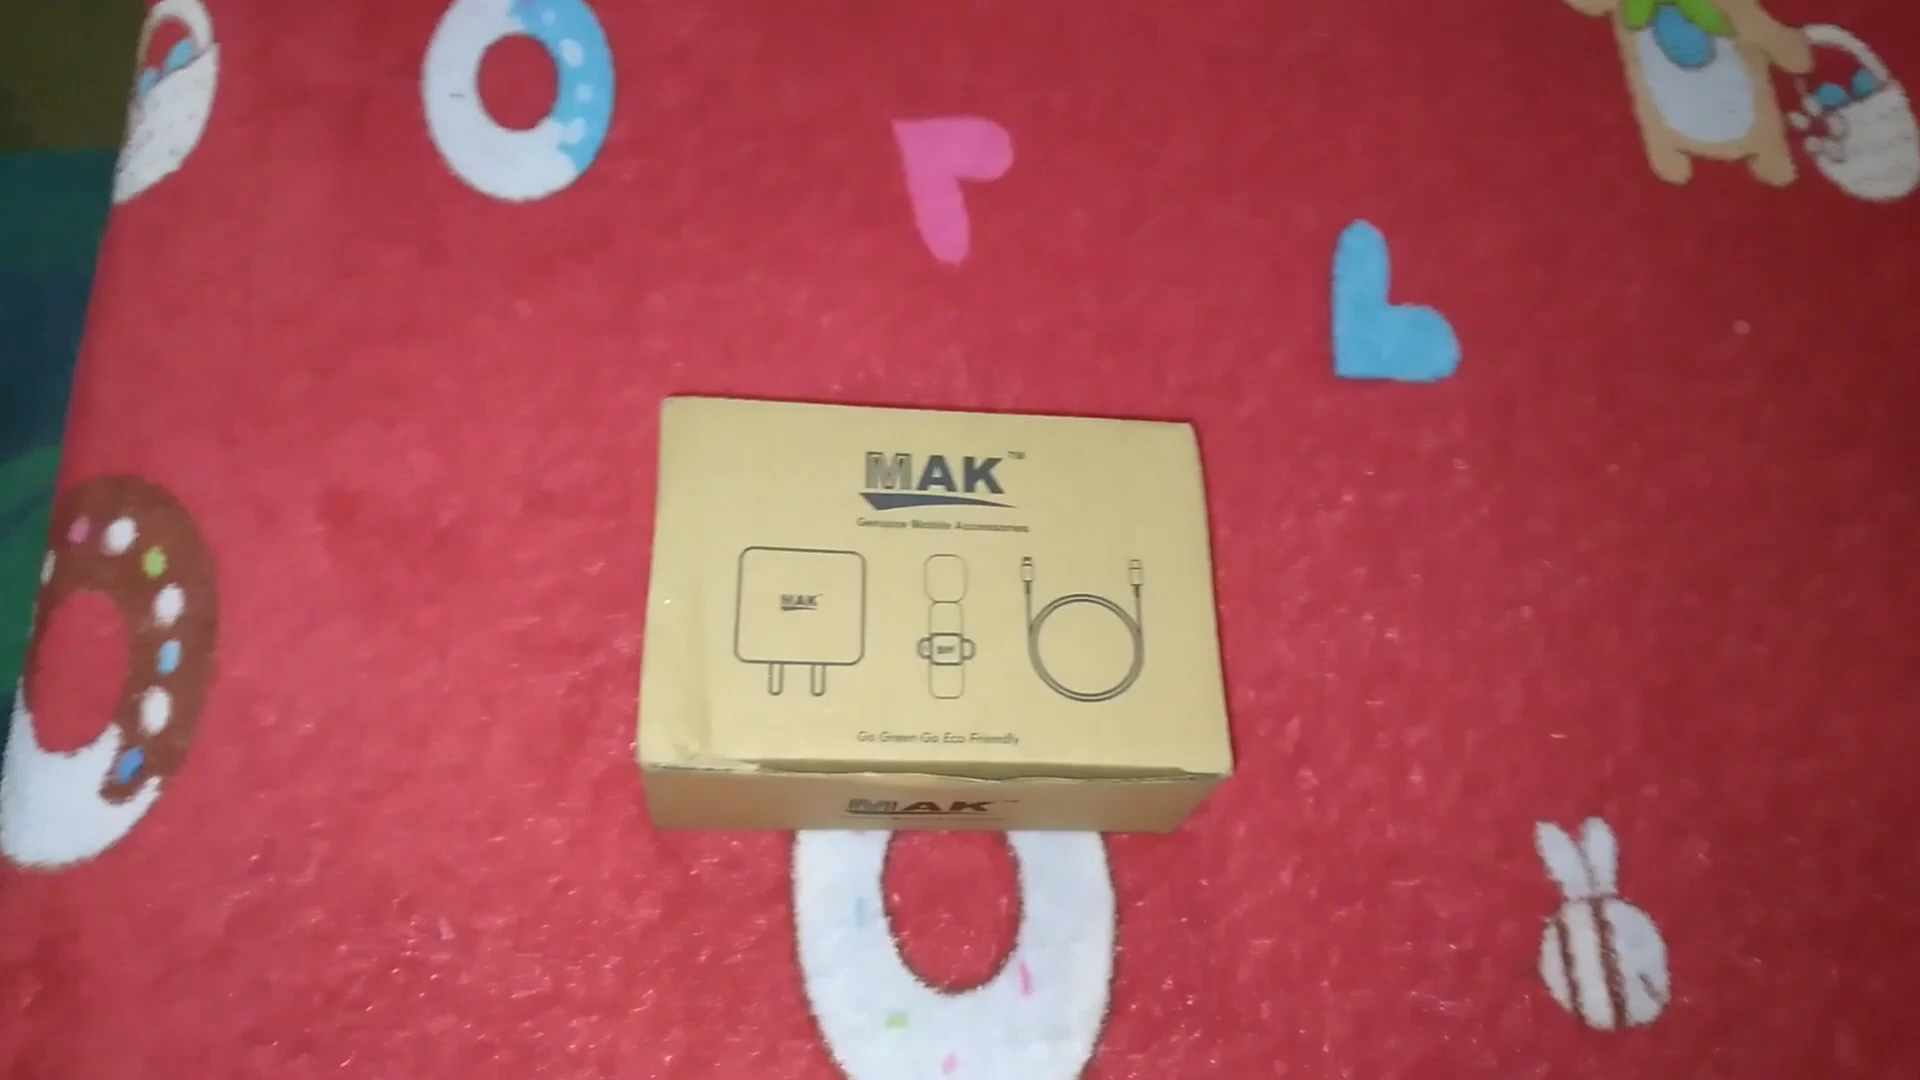 MAK™
Genuine Mobile Accessories
MAK
Go Green Go Eco Friendly
MAK